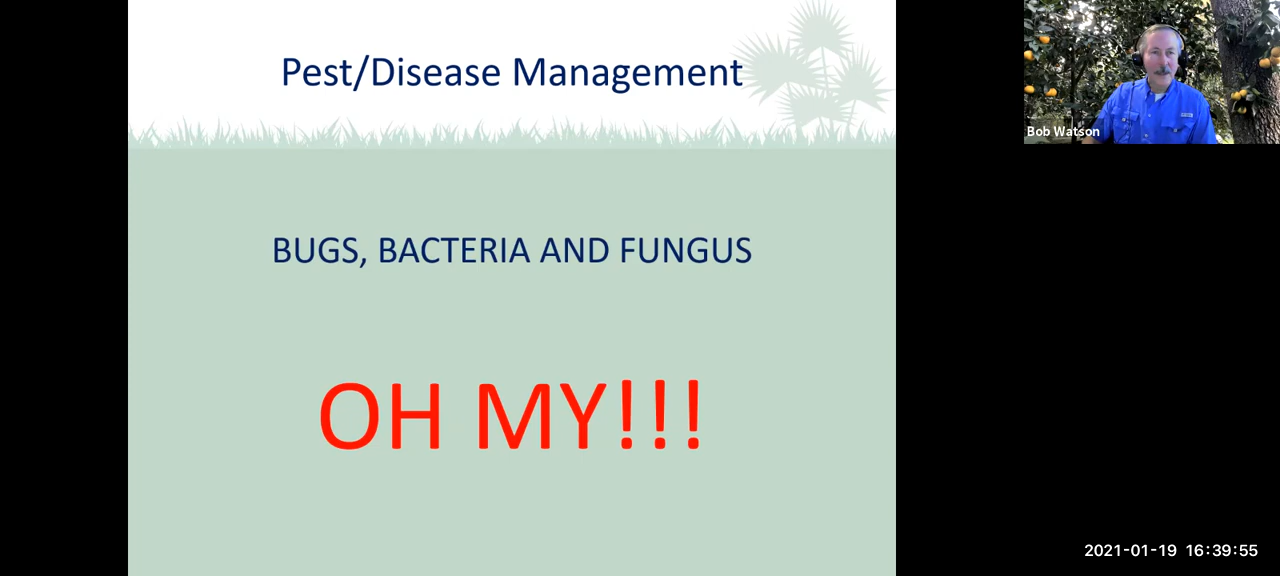 Pest/Disease Management
BUGS, BACTERIA AND FUNGUS
OH MY!!!
Bob Watson
2021-01-19 16:39:55